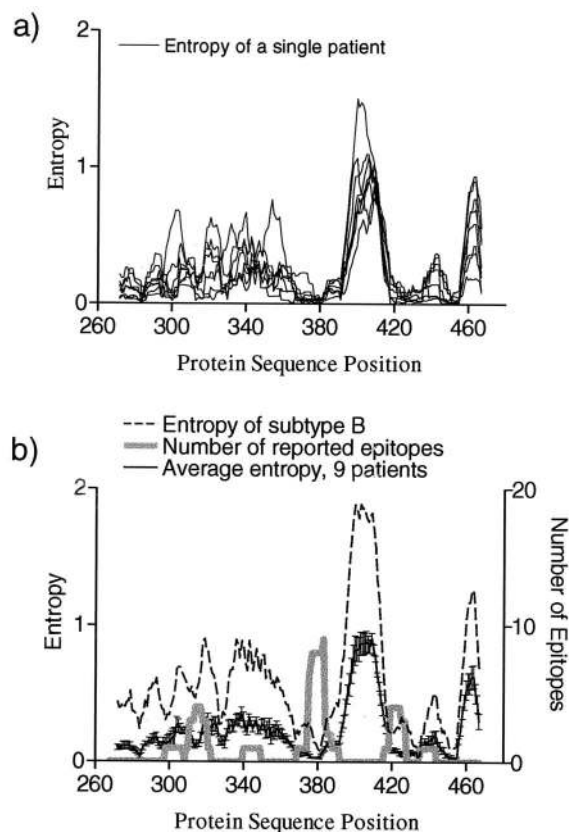 a)
Entropy of a single patient
2
1
0
Entropy
260 300 340 380 420 460
Protein Sequence Position
b)
Entropy of subtype B
Number of reported epitopes
Average entropy, 9 patients
2
1
0
Entropy
20
10
0
Number of Epitopes
260 300 340 380 420 460
Protein Sequence Position